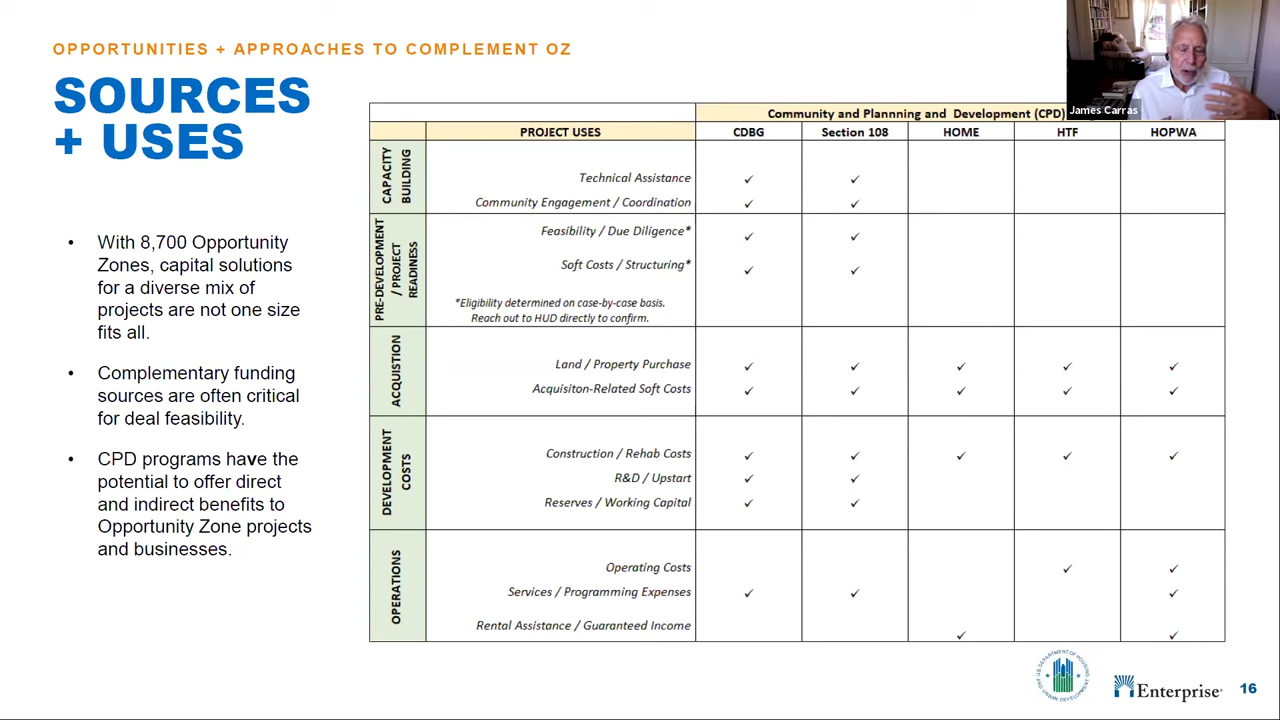 OPPORTUNITIES + APPROACHES TO COMPLEMENT OZ
SOURCES
+ USES
• With 8,700 Opportunity
Zones, capital solutions
for a diverse mix of
projects are not one size
fits all.
• Complementary funding
sources are often critical
for deal feasibility.
• CPD programs have the
potential to offer direct
and indirect benefits to
Opportunity Zone projects
and businesses.
James Carras
Community and Plannning and Development (CPD)
PROJECT USES CDBG Section 108 HOME HTF HOPWA
CAPACITY
BUILDING
Technical Assistance ✓ ✓
Community Engagement / Coordination ✓ ✓
PRE-DEVELOPMENT
/ PROJECT
READINESS
Feasibility / Due Diligence* ✓ ✓
Soft Costs / Structuring* ✓ ✓
*Eligibility determined on case-by-case basis.
Reach out to HUD directly to confirm.
ACQUISITION
Land / Property Purchase ✓ ✓ ✓ ✓ ✓
Acquisiton-Related Soft Costs ✓ ✓ ✓ ✓ ✓
DEVELOPMENT
COSTS
Construction / Rehab Costs ✓ ✓ ✓ ✓ ✓
R&D / Upstart ✓ ✓
Reserves / Working Capital ✓ ✓
OPERATIONS
Operating Costs ✓ ✓
Services / Programming Expenses ✓ ✓ ✓
Rental Assistance / Guaranteed Income ✓ ✓
U.S. DEPARTMENT OF HOUSING
AND URBAN DEVELOPMENT
Enterprise
16